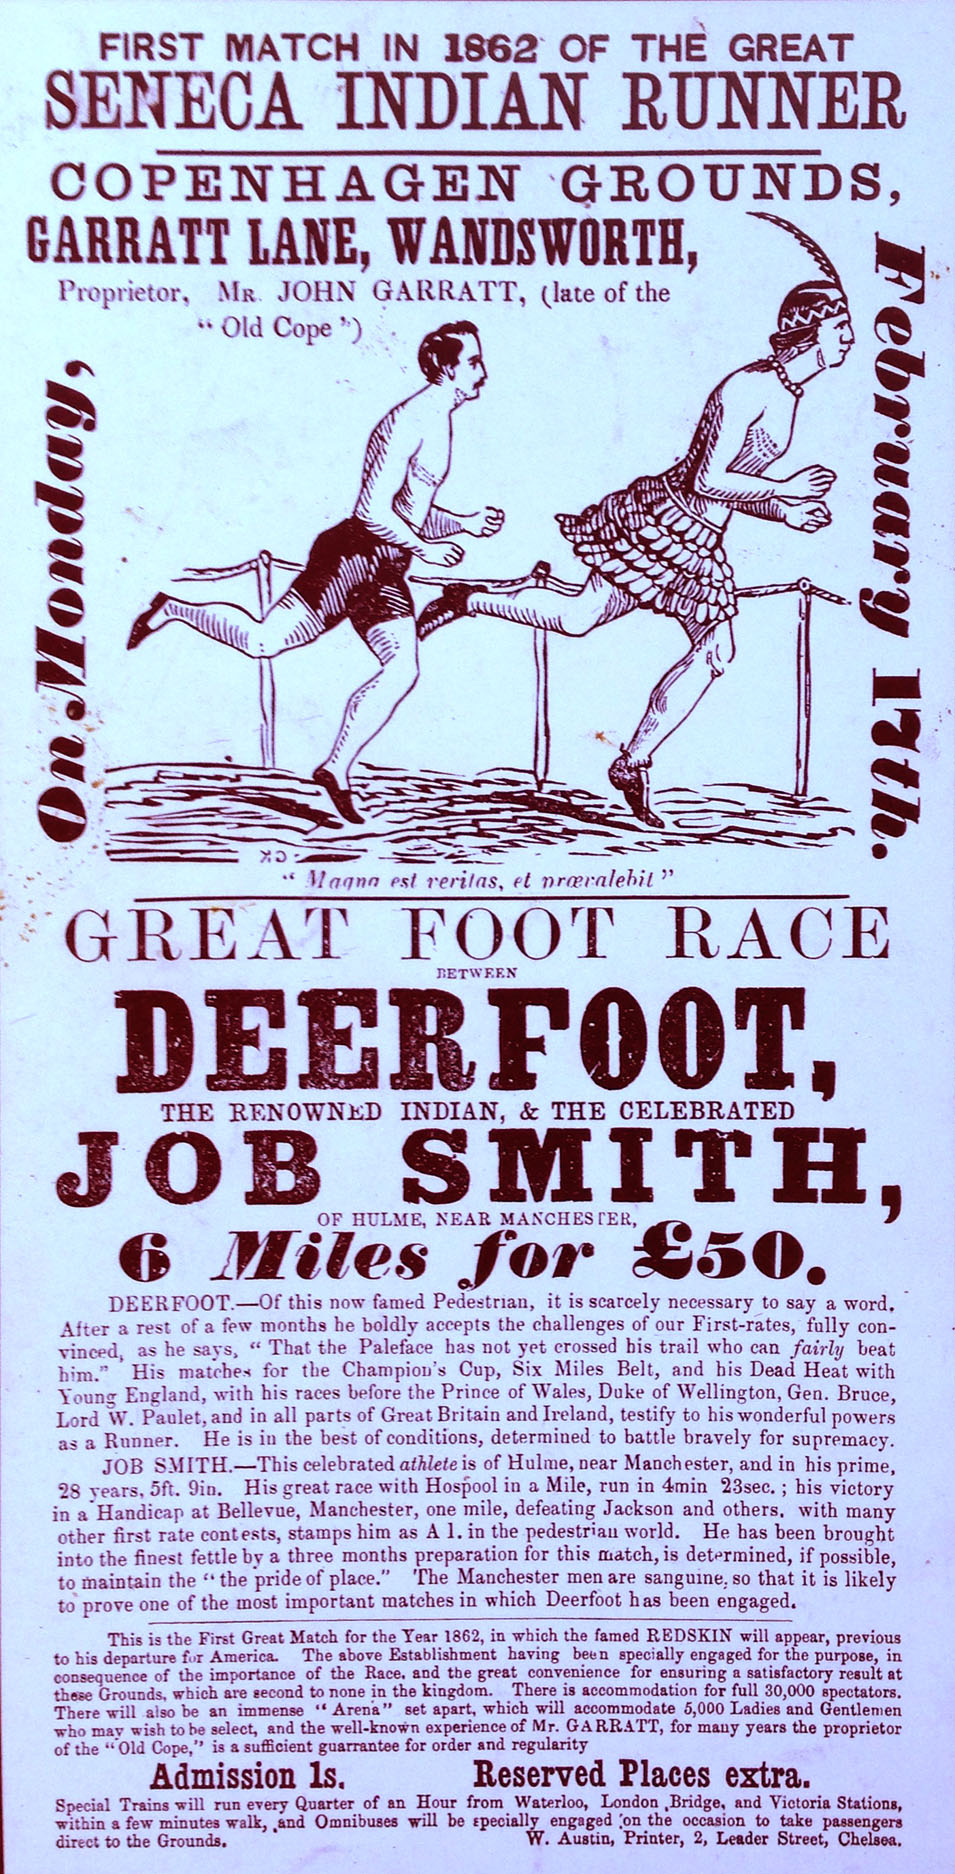 FIRST MATCH IN 1862 OF THE GREAT
SENECA INDIAN RUNNER
COPENHAGEN GROUNDS,
GARRATT LANE, WANDSWORTH,
Proprietor, MR JOHN GARRATT, (late of the
"Old Cope")
On Monday,
February 17th.
"Magna est veritas, et prœvalebit"
GREAT FOOT RACE
BETWEEN
DEERFOOT,
THE RENOWNED INDIAN, & THE CELEBRATED
JOB SMITH,
OF HULME, NEAR MANCHESTER,
6 Miles for £50.
DEERFOOT.—Of this now famed Pedestrian, it is scarcely necessary to say a word.
After a rest of a few months he boldly accepts the challenges of our First-rates, fully con-
vinced, as he says, "That the Paleface has not yet crossed his trail who can fairly beat
him." His matches for the Champion's Cup, Six Miles Belt, and his Dead Heat with
Young England, with his races before the Prince of Wales, Duke of Wellington, Gen. Bruce,
Lord W. Paulet, and in all parts of Great Britain and Ireland, testify to his wonderful powers
as a Runner. He is in the best of conditions, determined to battle bravely for supremacy.
JOB SMITH.—This celebrated athlete is of Hulme, near Manchester, and in his prime,
28 years, 5ft. 9in. His great race with Hospool in a Mile, run in 4min 23sec.; his victory
in a Handicap at Bellevue, Manchester, one mile, defeating Jackson and others. with many
other first rate contests, stamps him as A 1. in the pedestrian world. He has been brought
into the finest fettle by a three months preparation for this match, is determined, if possible,
to maintain the "the pride of place." The Manchester men are sanguine, so that it is likely
to prove one of the most important matches in which Deerfoot has been engaged.
This is the First Great Match for the Year 1862, in which the famed REDSKIN will appear, previous
to his departure for America. The above Establishment having been specially engaged for the purpose, in
consequence of the importance of the Race, and the great convenience for ensuring a satisfactory result at
these Grounds, which are second to none in the kingdom. There is accommodation for full 30,000 spectators.
There will also be an immense "Arena" set apart, which will accommodate 5,000 Ladies and Gentlemen
who may wish to be select, and the well-known experience of Mr. GARRATT, for many years the proprietor
of the "Old Cope," is a sufficient guarrantee for order and regularity
Admission 1s. Reserved Places extra.
Special Trains will run every Quarter of an Hour from Waterloo, London Bridge, and Victoria Stations,
within a few minutes walk, and Omnibuses will be specially engaged on the occasion to take passengers
direct to the Grounds. W. Austin, Printer, 2, Leader Street, Chelsea.